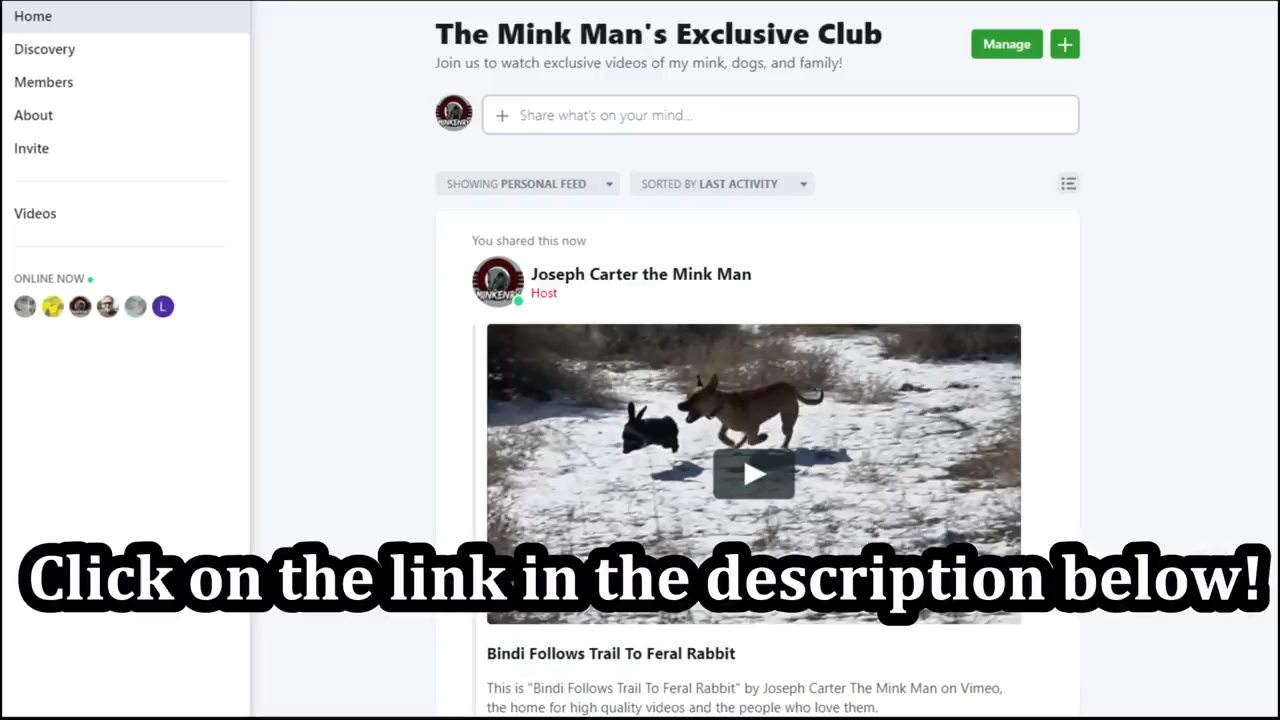 Home
Discovery
Members
About
Invite
Videos
ONLINE NOW
L
The Mink Man's Exclusive Club
Join us to watch exclusive videos of my mink, dogs, and family!
Manage
+
MINKENRY
+ Share what's on your mind...
SHOWING PERSONAL FEED
SORTED BY LAST ACTIVITY
You shared this now
MINKENRY
Joseph Carter the Mink Man
Host
Click on the link in the description below!
Bindi Follows Trail To Feral Rabbit
This is "Bindi Follows Trail To Feral Rabbit" by Joseph Carter The Mink Man on Vimeo,
the home for high quality videos and the people who love them.